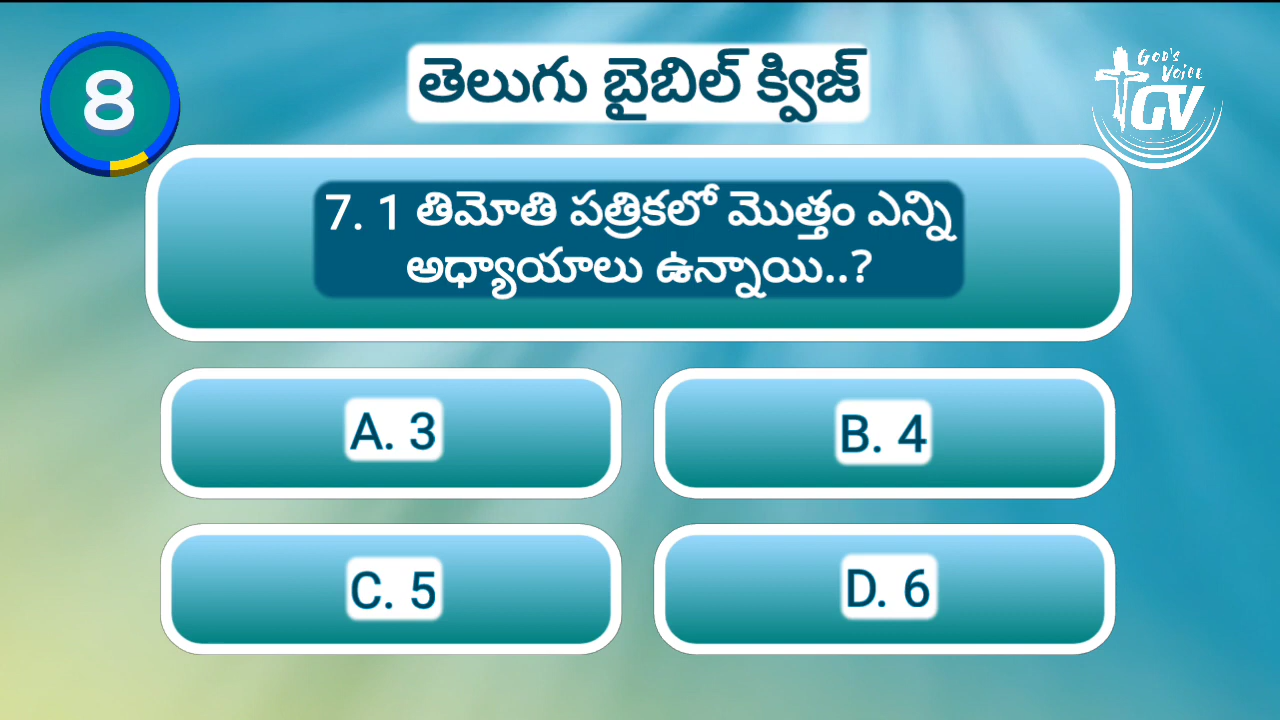 8
తెలుగు బైబిల్ క్విజ్
God's
Voice
GV
7. 1 తిమోతి పత్రికలో మొత్తం ఎన్ని
అధ్యాయాలు ఉన్నాయి..?
A. 3
B. 4
C. 5
D. 6